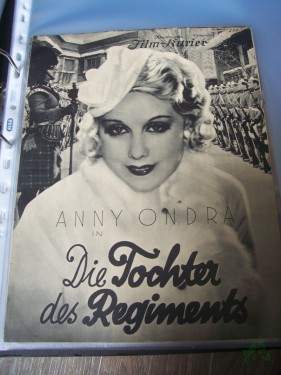 Film-Kurier
ANNY ONDRA
IN
Die Tochter
des Regiments